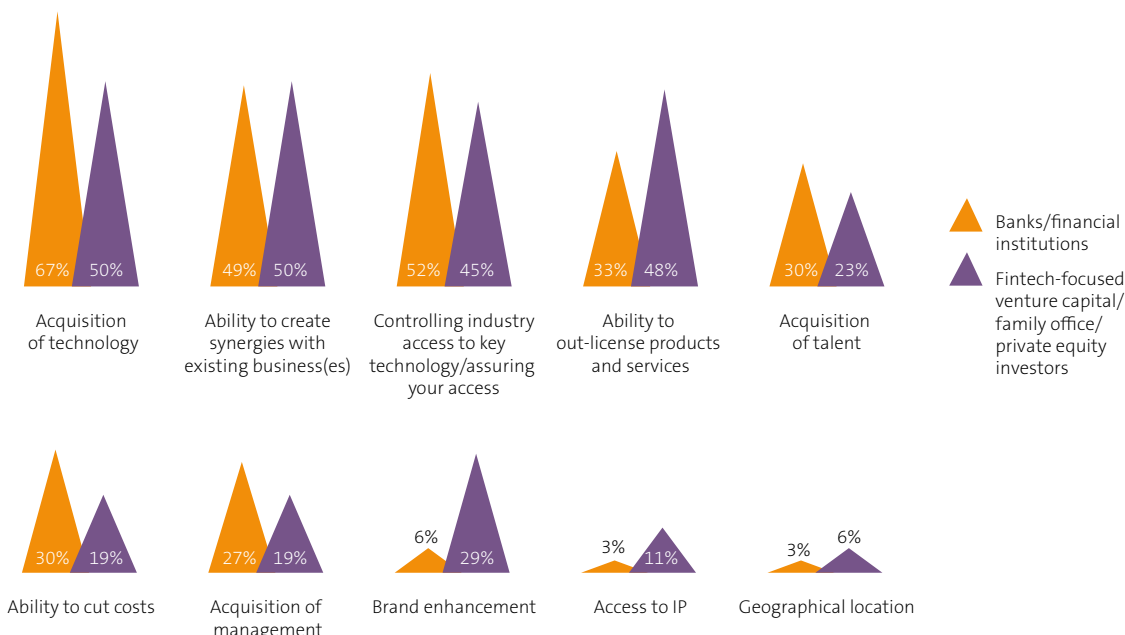 67%
50%
49%
50%
52%
45%
33%
48%
30%
23%
Acquisition
of technology
Ability to create
synergies with
existing business(es)
Controlling industry
access to key
technology/assuring
your access
Ability to
out-license products
and services
Acquisition
of talent
Banks/financial
institutions
Fintech-focused
venture capital/
family office/
private equity
investors
30%
19%
27%
19%
6%
29%
3%
11%
3%
6%
Ability to cut costs
Acquisition of
management
Brand enhancement
Access to IP
Geographical location